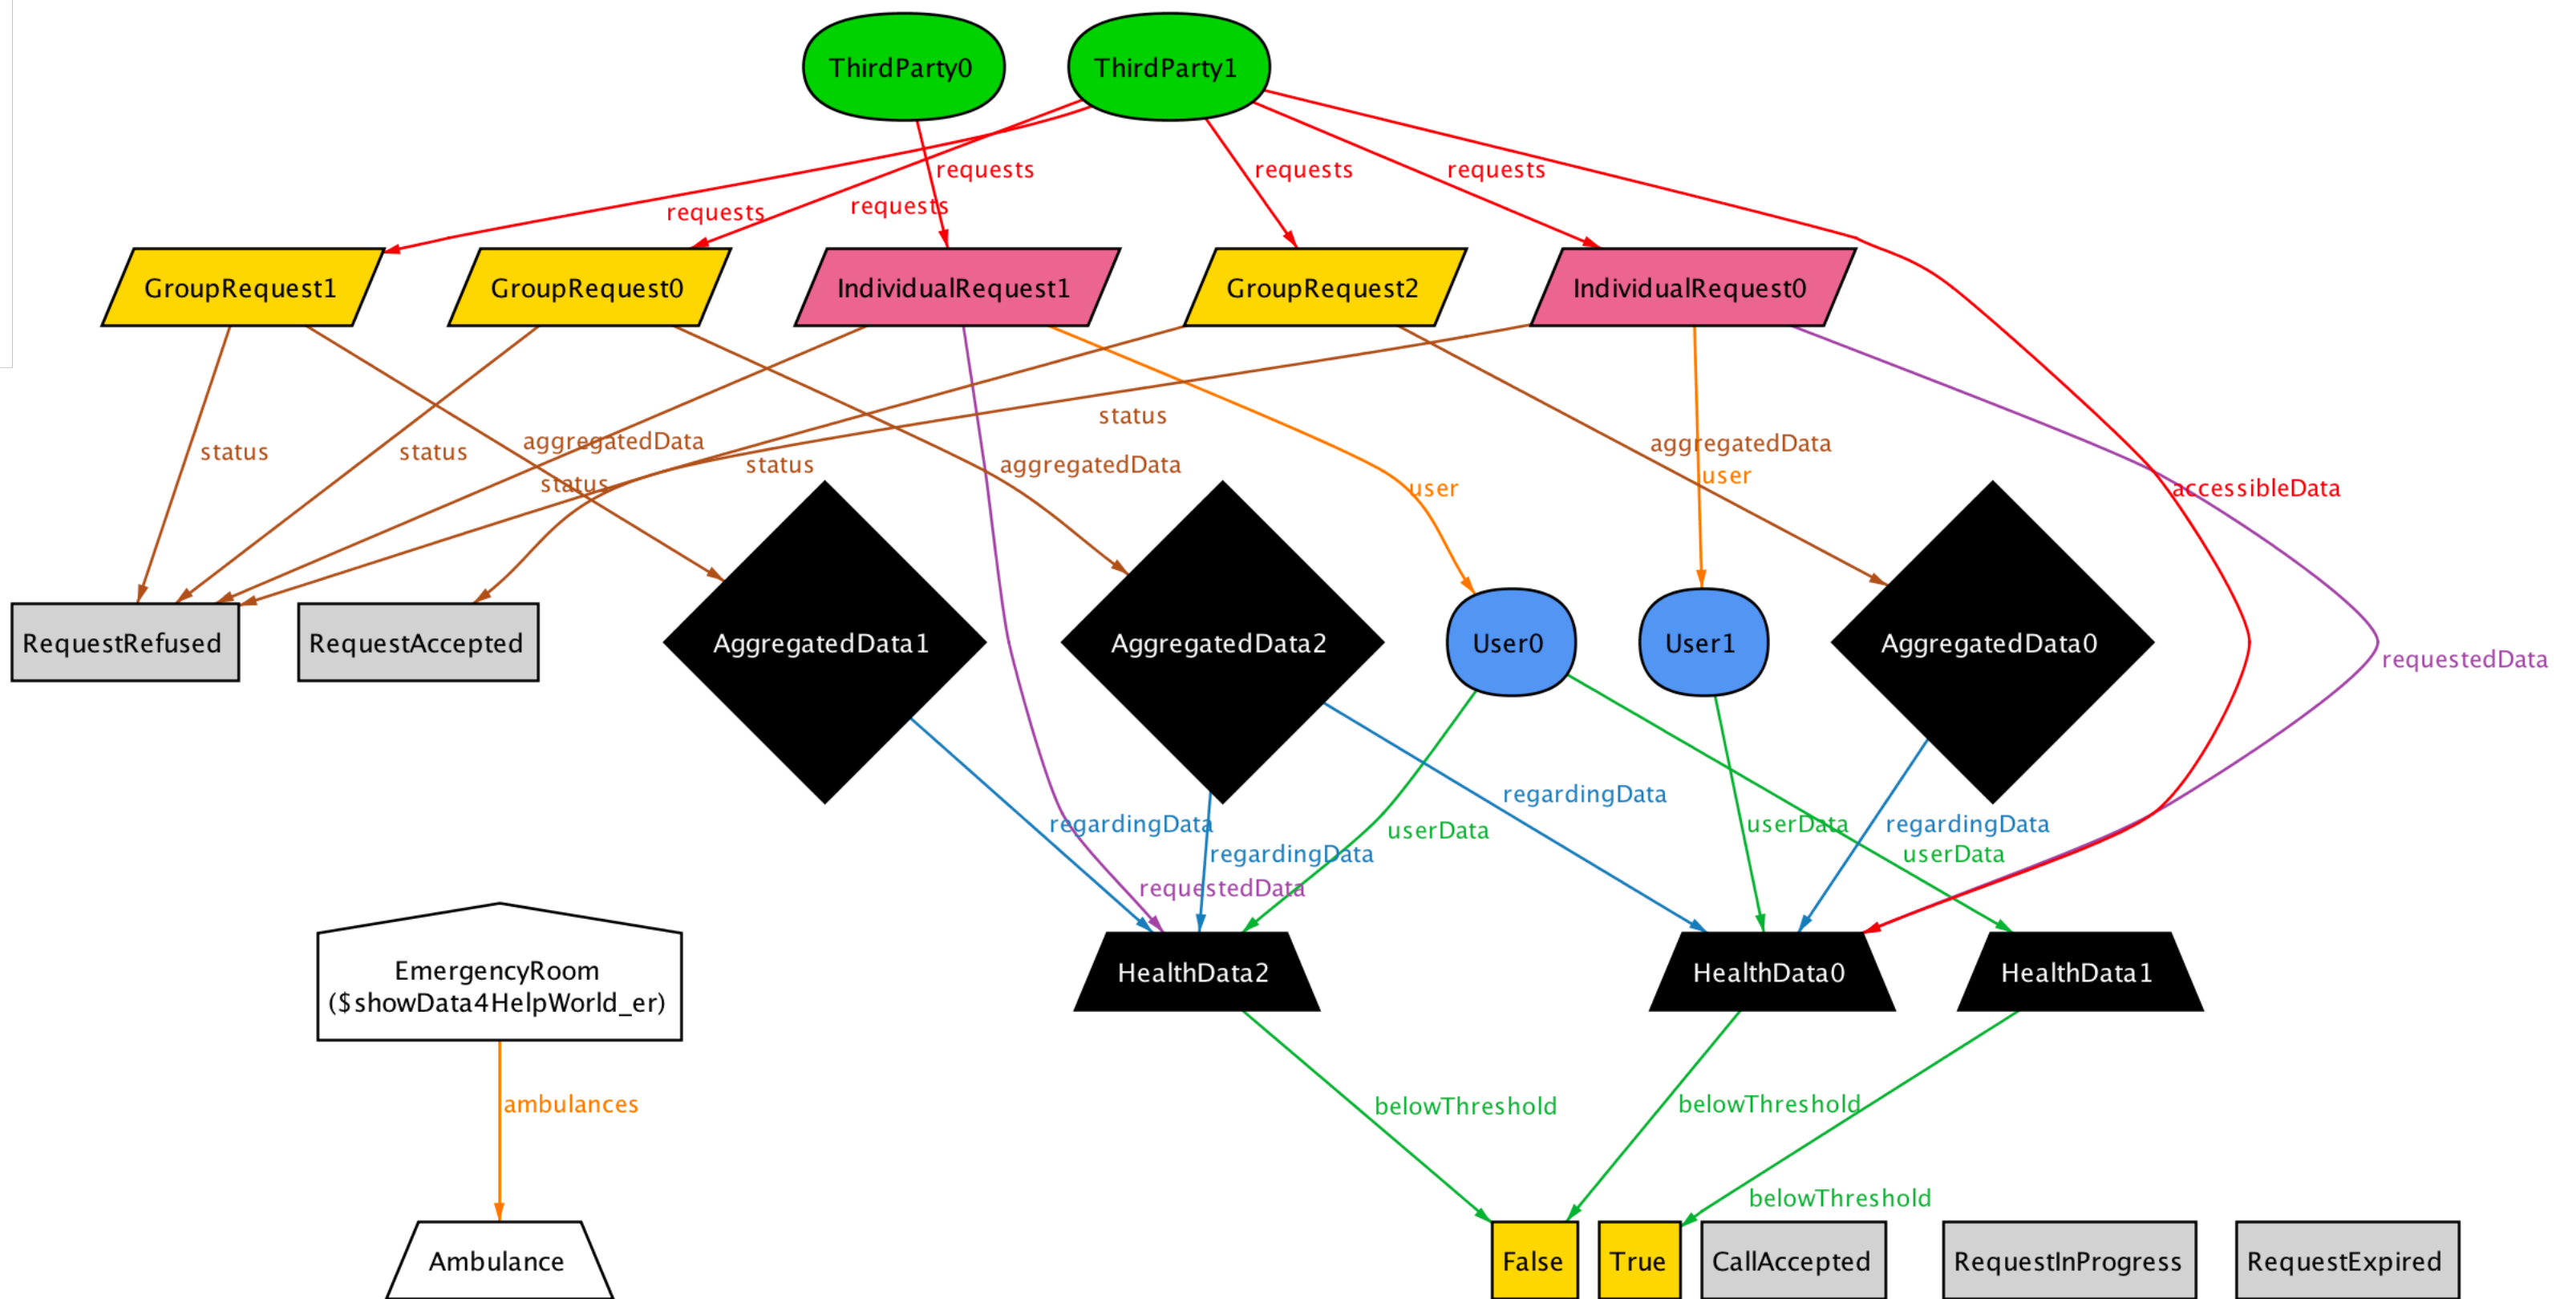 ThirdParty0
ThirdParty1
requests
requests
requests
requests
requests
GroupRequest1
GroupRequest0
IndividualRequest1
GroupRequest2
IndividualRequest0
status
aggregatedData
aggregatedData
status
status
status
aggregatedData
status
user
user
accessibleData
RequestRefused
RequestAccepted
AggregatedData1
AggregatedData2
User0
User1
AggregatedData0
requestedData
regardingData
regardingData
userData
userData
regardingData
regardingData
userData
requestedData
EmergencyRoom
($showData4HelpWorld_er)
HealthData2
HealthData0
HealthData1
ambulances
belowThreshold
belowThreshold
belowThreshold
Ambulance
False
True
CallAccepted
RequestInProgress
RequestExpired